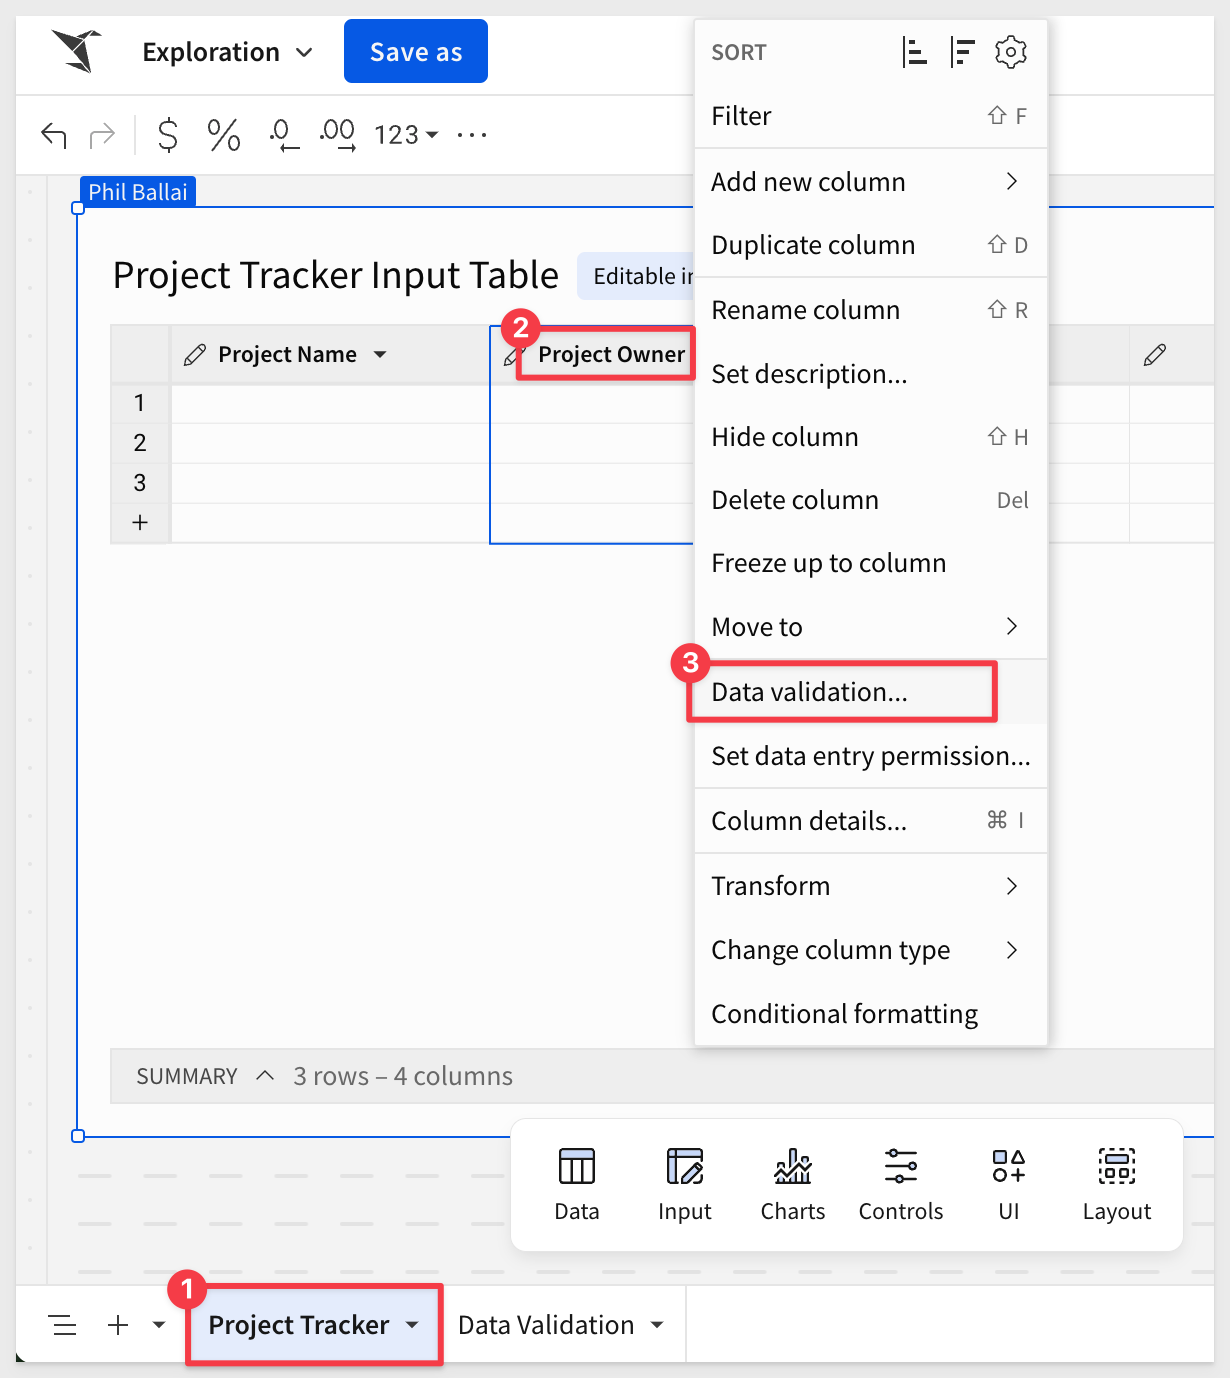 Exploration
Save as
$ % .0 .00 123 ...
Phil Ballai
Project Tracker Input Table
Editable in
2
Project Name
Project Owner
1
2
3
+
SORT
Filter ⇧ F
Add new column
Duplicate column ⇧ D
Rename column ⇧ R
Set description...
Hide column ⇧ H
Delete column Del
Freeze up to column
Move to
3
Data validation...
Set data entry permission...
Column details... ⌘ I
Transform
Change column type
Conditional formatting
SUMMARY 3 rows – 4 columns
Data
Input
Charts
Controls
UI
Layout
1
+
Project Tracker
Data Validation